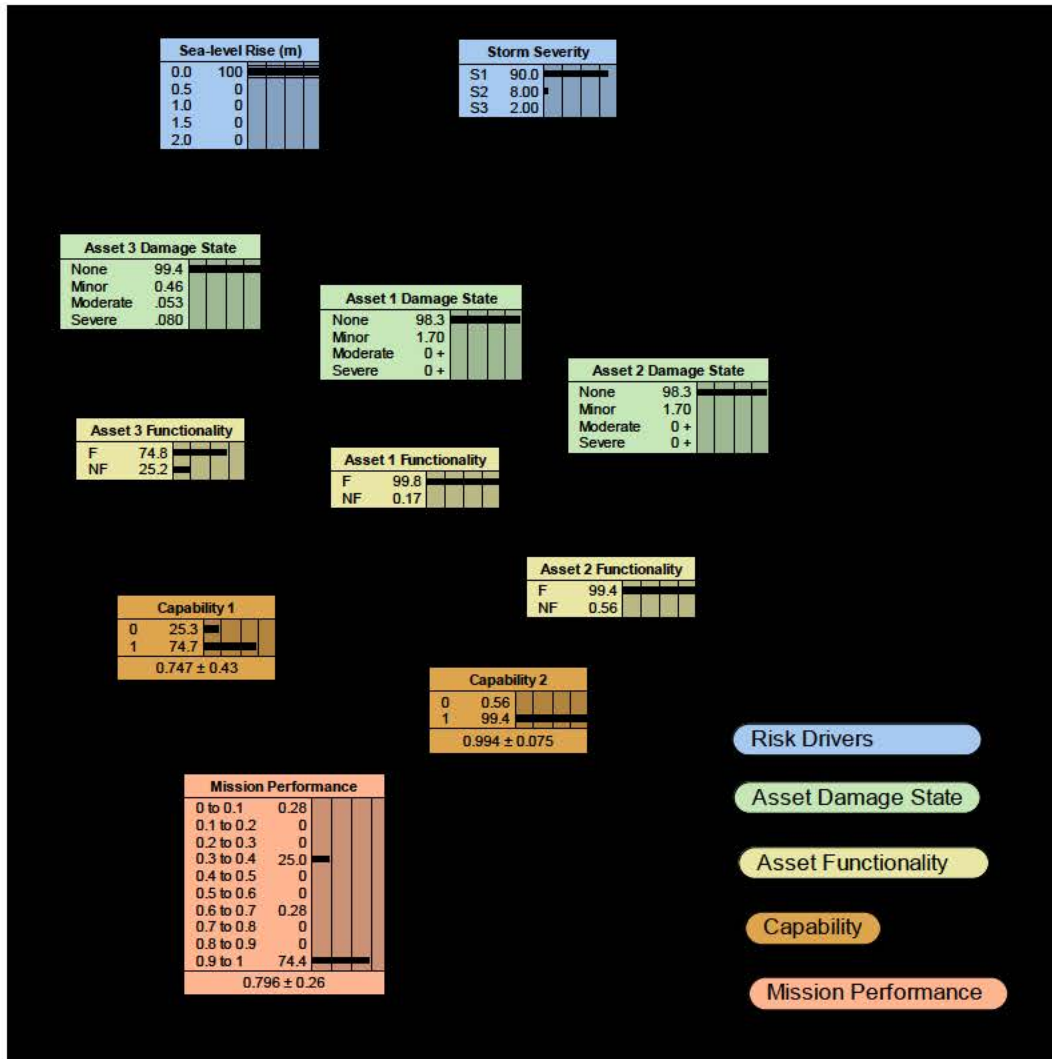 Sea-level Rise (m)
0.0 100
0.5 0
1.0 0
1.5 0
2.0 0
Storm Severity
S1 90.0
S2 8.00
S3 2.00
Asset 3 Damage State
None 99.4
Minor 0.46
Moderate .053
Severe .080
Asset 1 Damage State
None 98.3
Minor 1.70
Moderate 0 +
Severe 0 +
Asset 2 Damage State
None 98.3
Minor 1.70
Moderate 0 +
Severe 0 +
Asset 3 Functionality
F 74.8
NF 25.2
Asset 1 Functionality
F 99.8
NF 0.17
Asset 2 Functionality
F 99.4
NF 0.56
Capability 1
0 25.3
1 74.7
0.747 ± 0.43
Capability 2
0 0.56
1 99.4
0.994 ± 0.075
Mission Performance
0 to 0.1 0.28
0.1 to 0.2 0
0.2 to 0.3 0
0.3 to 0.4 25.0
0.4 to 0.5 0
0.5 to 0.6 0
0.6 to 0.7 0.28
0.7 to 0.8 0
0.8 to 0.9 0
0.9 to 1 74.4
0.796 ± 0.26
Risk Drivers
Asset Damage State
Asset Functionality
Capability
Mission Performance